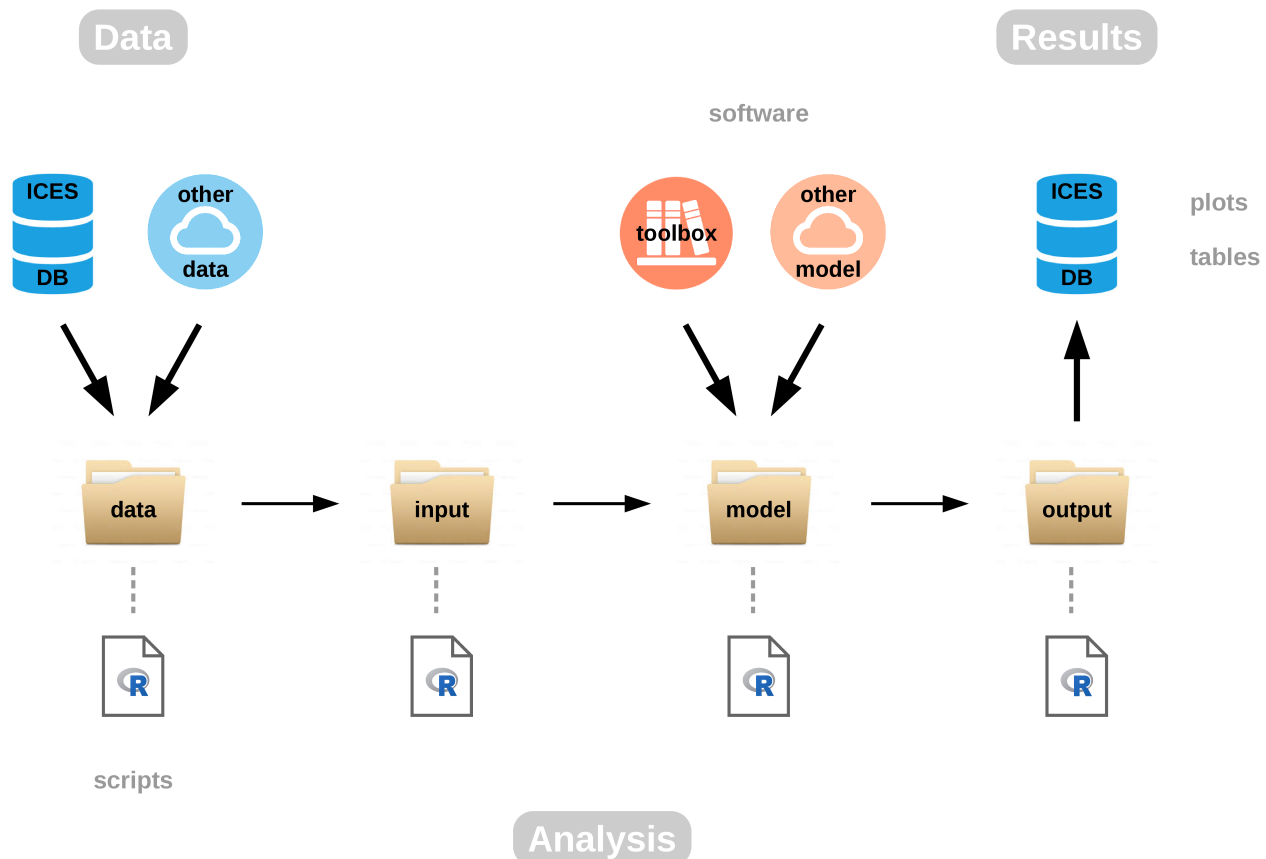 Data
Results
software
ICES
DB
other
data
toolbox
other
model
ICES
DB
plots
tables
data
input
model
output
R
R
R
R
scripts
Analysis